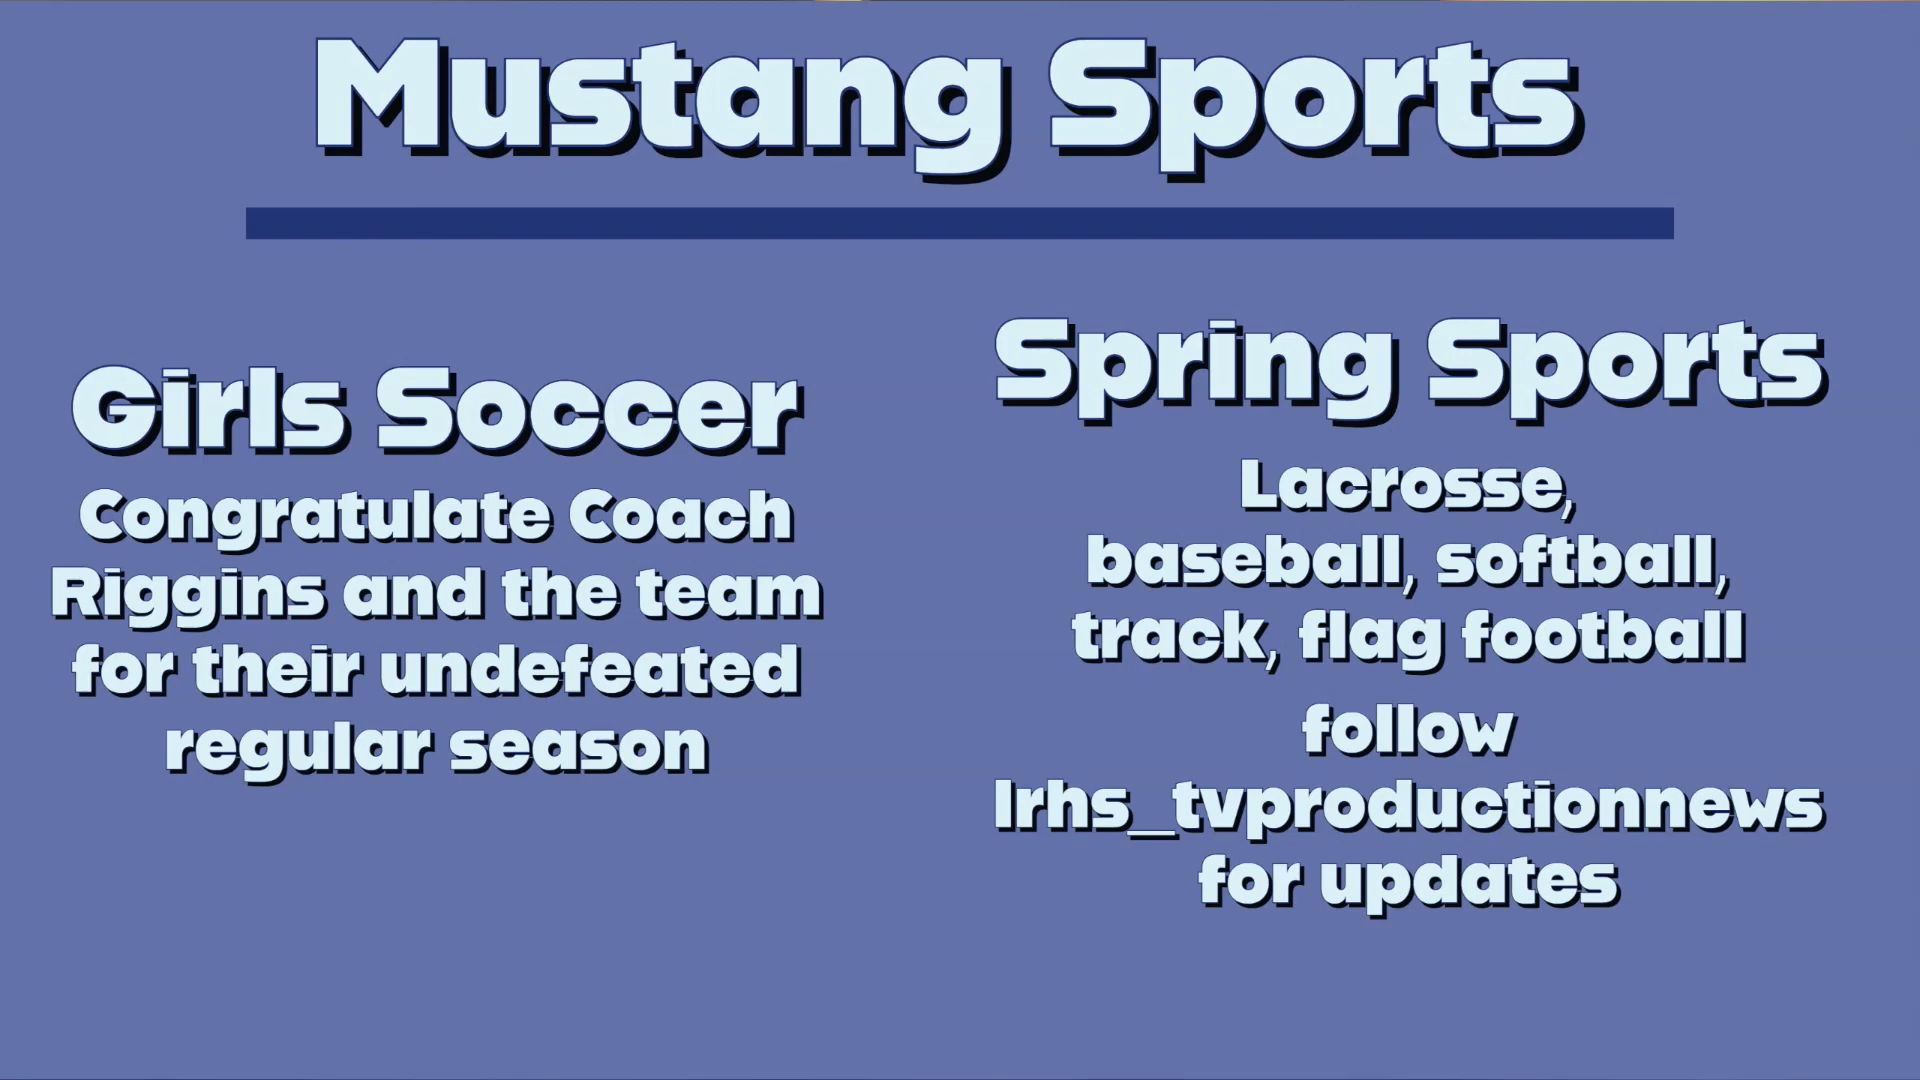 Mustang Sports
Girls Soccer
Congratulate Coach
Riggins and the team
for their undefeated
regular season
Spring Sports
Lacrosse,
baseball, softball,
track, flag football
follow
lrhs_tvproductionnews
for updates